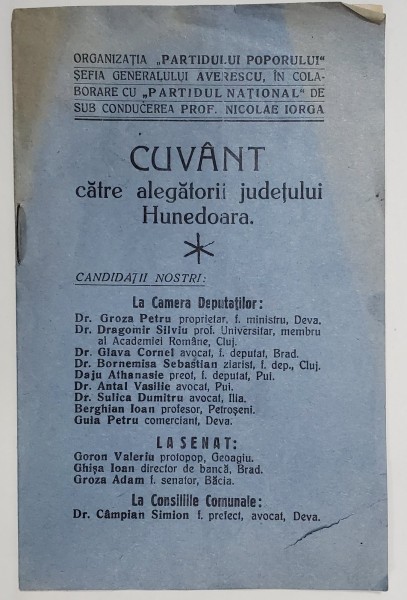 ORGANIZAȚIA „PARTIDULUI POPORULUI"
ȘEFIA GENERALULUI AVERESCU, ÎN COLA-
BORARE CU „PARTIDUL NAȚIONAL" DE
SUB CONDUCEREA PROF. NICOLAE IORGA
CUVÂNT
către alegătorii județului
Hunedoara.
CANDIDAȚII NOSTRI:
La Camera Deputaților:
Dr. Groza Petru proprietar, f. ministru, Deva.
Dr. Dragomir Silviu prof. Universitar, membru
al Academiei Române, Cluj.
Dr. Glava Cornel avocat, f. deputat, Brad.
Dr. Bornemisa Sebastian ziarist, f. dep., Cluj.
Daju Athanasie preot, f. deputat, Pui.
Dr. Antal Vasilie avocat, Pui.
Dr. Sulica Dumitru avocat, Ilia.
Berghian Ioan profesor, Petroșeni.
Guia Petru comerciant, Deva.
LA SENAT:
Goron Valeriu protopop, Geoagiu.
Ghișa Ioan director de bancă, Brad.
Groza Adam f. senator, Băcia.
La Consiliile Comunale:
Dr. Câmpian Simion f. prefect, avocat, Deva.